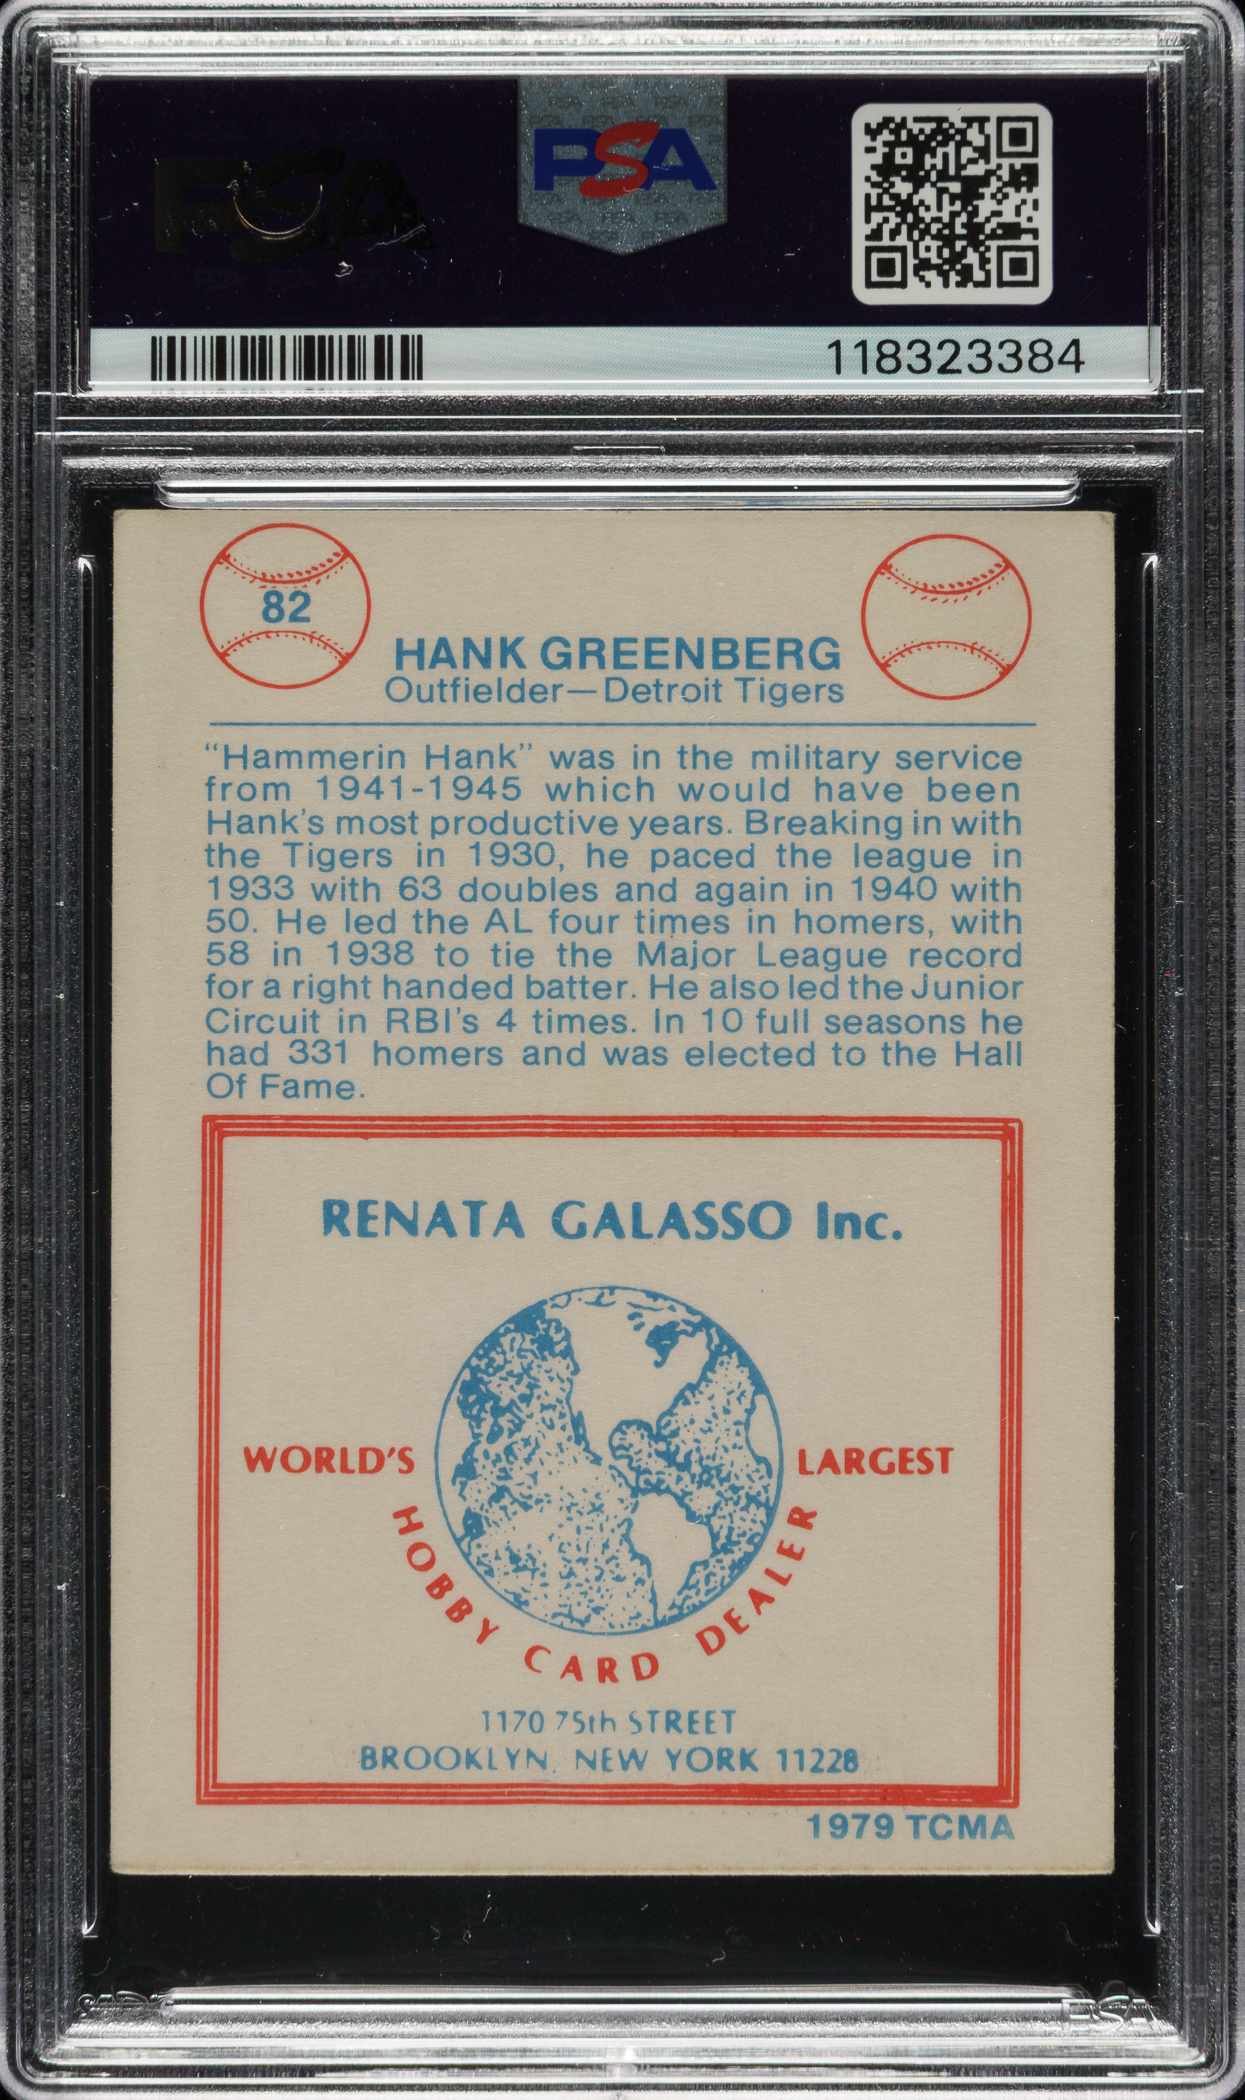 PSA
118323384
82
HANK GREENBERG
Outfielder—Detroit Tigers
“Hammerin Hank” was in the military service
from 1941-1945 which would have been
Hank's most productive years. Breaking in with
the Tigers in 1930, he paced the league in
1933 with 63 doubles and again in 1940 with
50. He led the AL four times in homers, with
58 in 1938 to tie the Major League record
for a right handed batter. He also led the Junior
Circuit in RBI's 4 times. In 10 full seasons he
had 331 homers and was elected to the Hall
Of Fame.
RENATA GALASSO Inc.
WORLD'S LARGEST
HOBBY CARD DEALER
1170 75th STREET
BROOKLYN, NEW YORK 11228
1979 TCMA
PSA